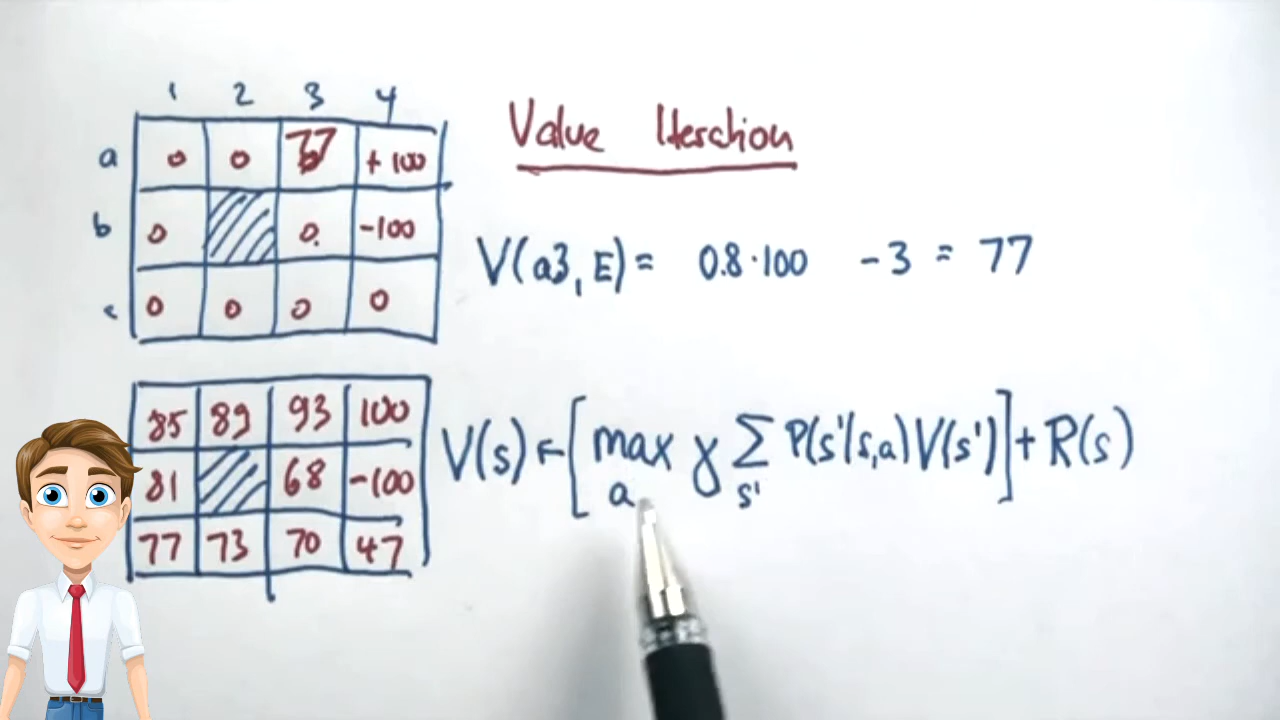 1 2 3 4
a 0 0 77 +100
b 0 0 -100
c 0 0 0 0
Value Iteration
V(a3, E) = 0.8·100 - 3 = 77
85 89 93 100
81 68 -100
77 73 70 47
V(s) ← [max γ Σ P(s'|s,a) V(s')] + R(s)
a s'